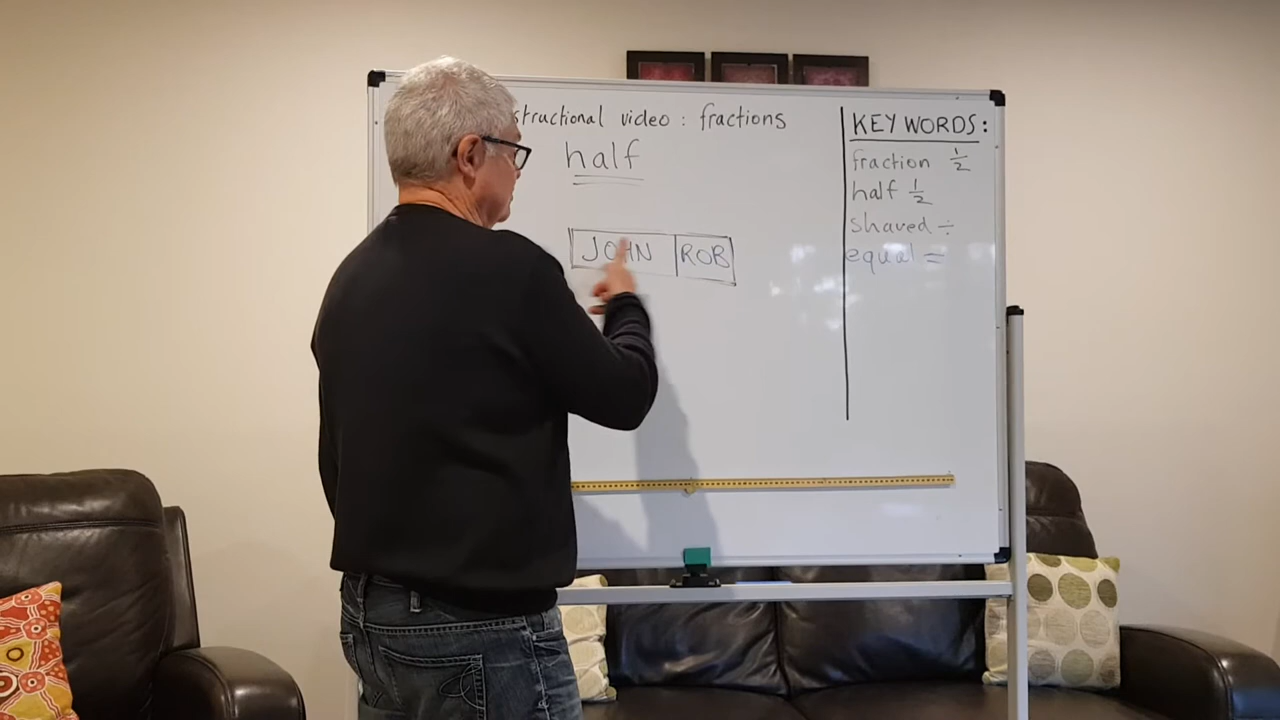 structional video : fractions
half
JOHN ROB
KEY WORDS:
fraction 1/2
half 1/2
shared ÷
equal =